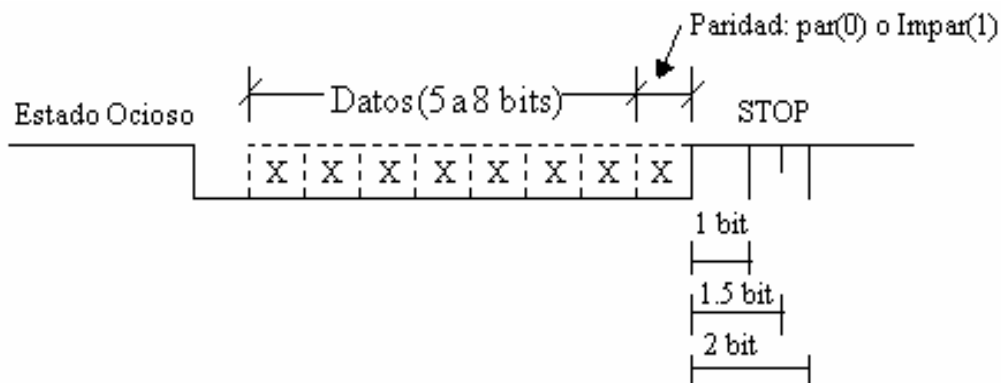 Paridad: par(0) o Impar(1)
Datos(5 a 8 bits)
Estado Ocioso
STOP
X X X X X X X X
1 bit
1.5 bit
2 bit